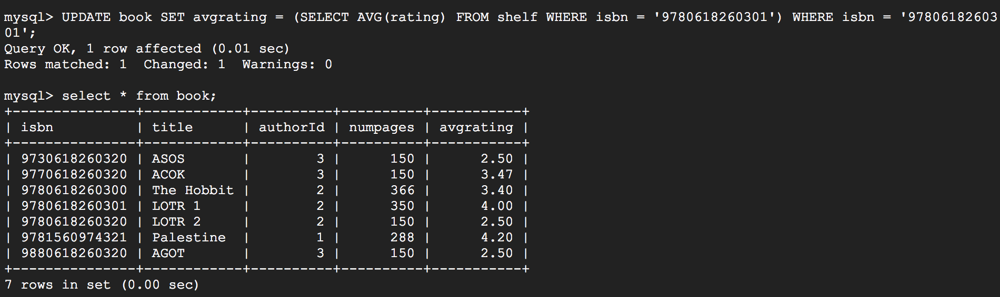 mysql> UPDATE book SET avgrating = (SELECT AVG(rating) FROM shelf WHERE isbn = '9780618260301') WHERE isbn = '97806182603
01';
Query OK, 1 row affected (0.01 sec)
Rows matched: 1  Changed: 1  Warnings: 0
mysql> select * from book;
+---------------+------------+----------+----------+-----------+
| isbn          | title      | authorId | numpages | avgrating |
+---------------+------------+----------+----------+-----------+
| 9730618260320 | ASOS       |        3 |      150 |      2.50 |
| 9770618260320 | ACOK       |        3 |      150 |      3.47 |
| 9780618260300 | The Hobbit |        2 |      366 |      3.40 |
| 9780618260301 | LOTR 1     |        2 |      350 |      4.00 |
| 9780618260320 | LOTR 2     |        2 |      150 |      2.50 |
| 9781560974321 | Palestine  |        1 |      288 |      4.20 |
| 9880618260320 | AGOT       |        3 |      150 |      2.50 |
+---------------+------------+----------+----------+-----------+
7 rows in set (0.00 sec)